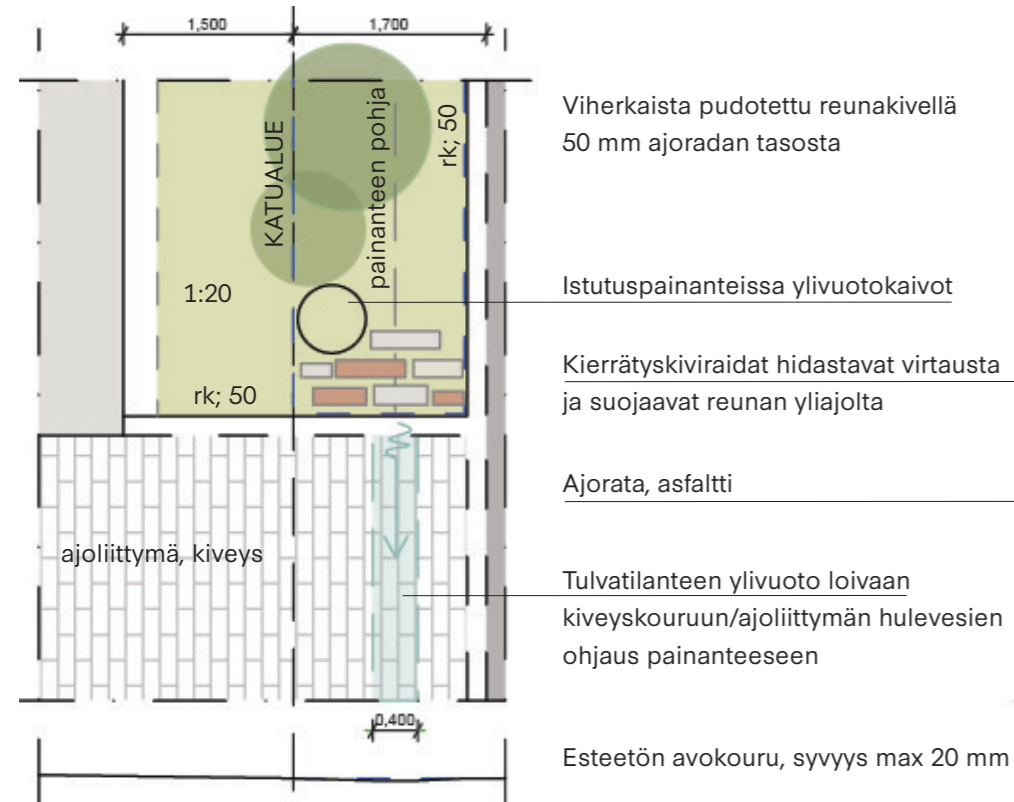 1,500
1,700
KATUALUE
painanteen pohja
rk; 50
1:20
rk; 50
ajoliittymä, kiveys
0,400
Viherkaista pudotettu reunakivellä
50 mm ajoradan tasosta
Istutuspainanteissa ylivuotokaivot
Kierrätyskiviraidat hidastavat virtausta
ja suojaavat reunan yliajolta
Ajorata, asfaltti
Tulvatilanteen ylivuoto loivaan
kiveyskouruun/ajoliittymän hulevesien
ohjaus painanteeseen
Esteetön avokouru, syvyys max 20 mm